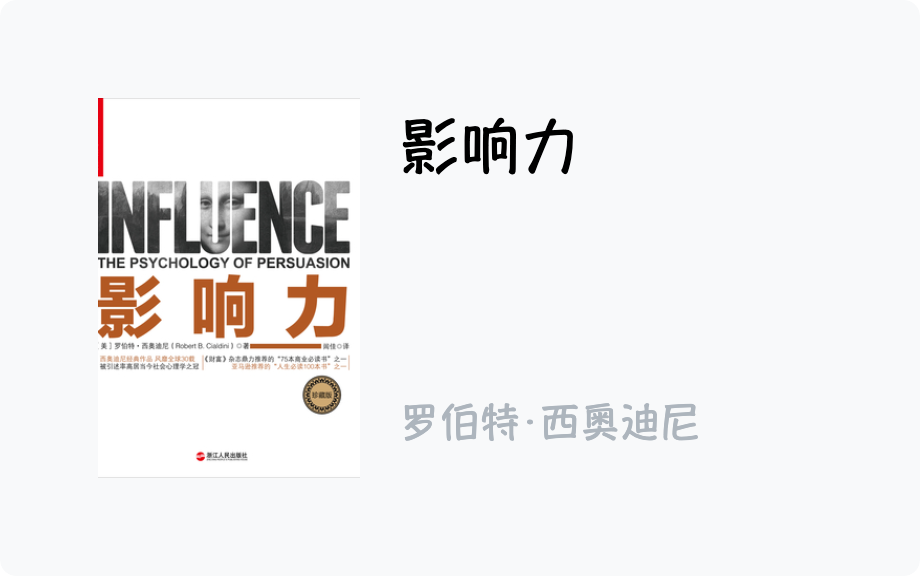 影响力
INFLUENCE
THE PSYCHOLOGY OF PERSUASION
影响力
美］罗伯特·西奥迪尼（Robert B. Cialdini）◎著
闾佳◎译
西奥迪尼经典作品 风靡全球30载
被引进率高居当今社会心理学之冠
《财富》杂志鼎力推荐的“75本商业必读书”之一
亚马逊推荐的“人生必读100本书”之一
珍藏版
浙江人民出版社
罗伯特·西奥迪尼